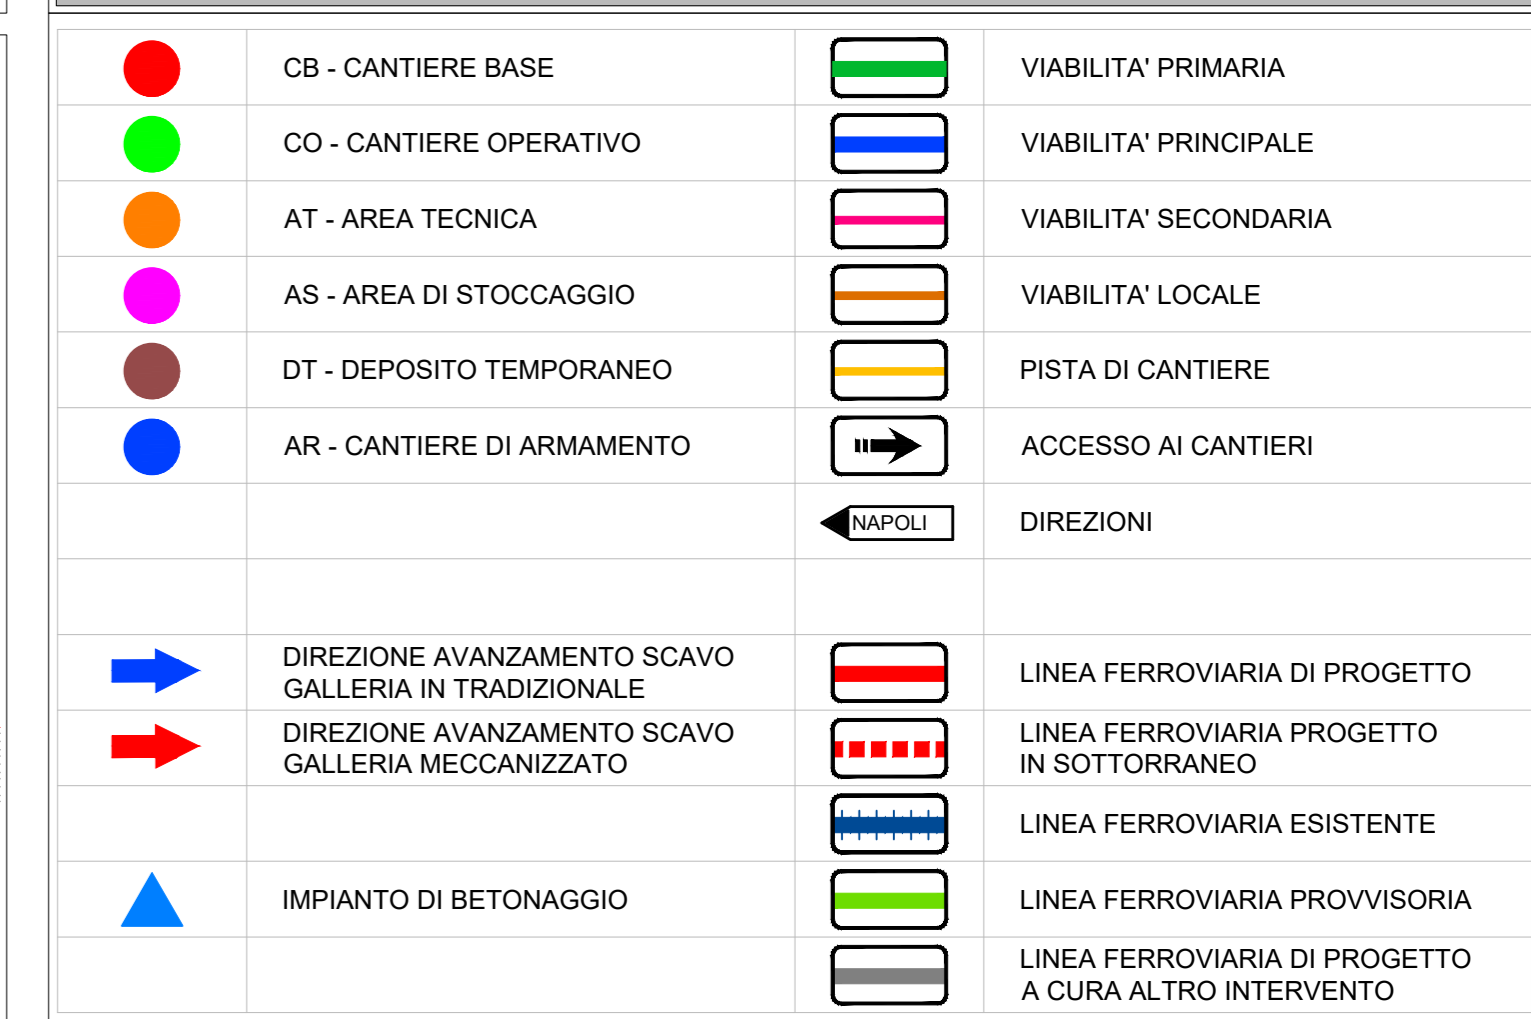 CB - CANTIERE BASE
VIABILITA' PRIMARIA
CO - CANTIERE OPERATIVO
VIABILITA' PRINCIPALE
AT - AREA TECNICA
VIABILITA' SECONDARIA
AS - AREA DI STOCCAGGIO
VIABILITA' LOCALE
DT - DEPOSITO TEMPORANEO
PISTA DI CANTIERE
AR - CANTIERE DI ARMAMENTO
ACCESSO AI CANTIERI
NAPOLI
DIREZIONI
DIREZIONE AVANZAMENTO SCAVO
GALLERIA IN TRADIZIONALE
LINEA FERROVIARIA DI PROGETTO
DIREZIONE AVANZAMENTO SCAVO
GALLERIA MECCANIZZATO
LINEA FERROVIARIA PROGETTO
IN SOTTORRANEO
LINEA FERROVIARIA ESISTENTE
IMPIANTO DI BETONAGGIO
LINEA FERROVIARIA PROVVISORIA
LINEA FERROVIARIA DI PROGETTO
A CURA ALTRO INTERVENTO